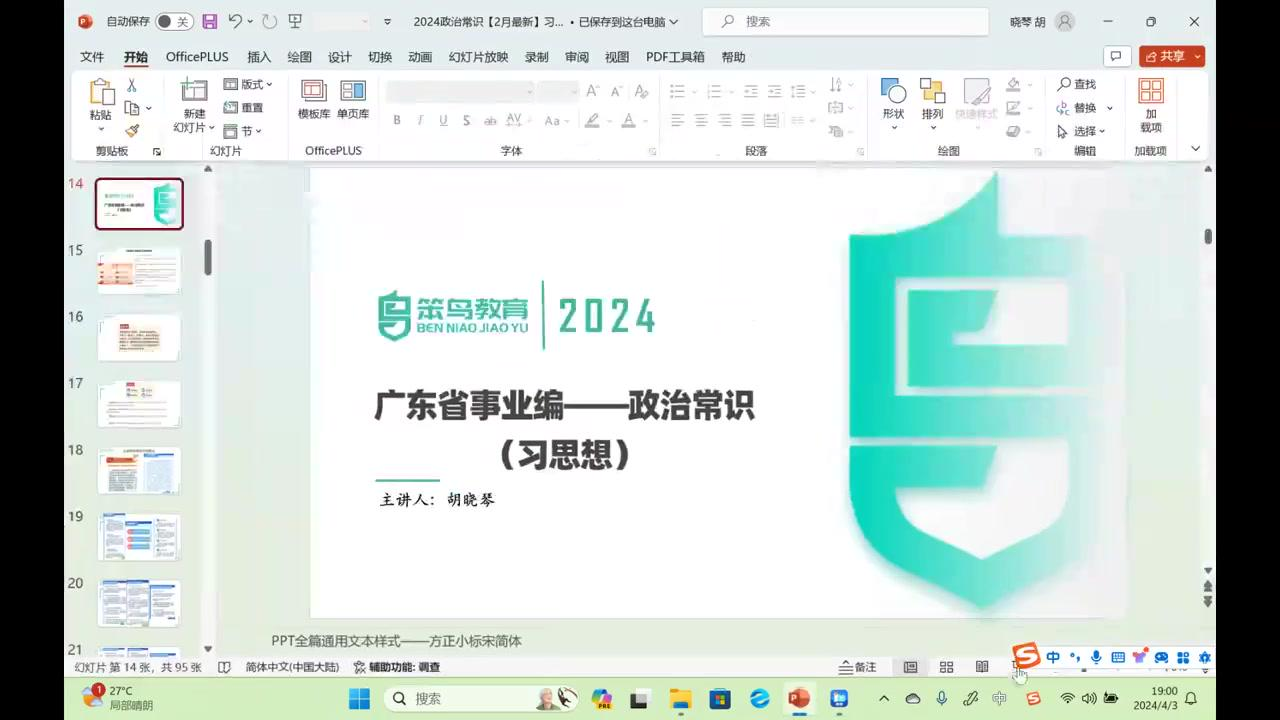 自动保存 关 2024政治常识【2月最新】习... • 已保存到这台电脑 搜索 晓琴 胡
文件 开始 OfficePLUS 插入 绘图 设计 切换 动画 幻灯片放映 录制 审阅 视图 PDF工具箱 帮助 共享
粘贴 新建 幻灯片 版式 重置 节 模板库 单页库 形状 排列 快速样式 查找 替换 选择 加载项
B I U S ab AV Aa A
剪贴板 幻灯片 OfficePLUS 字体 段落 绘图 编辑 加载项
14
15
16
17
18
19
20
21
笨鸟教育 2024
BEN NIAO JIAO YU
广东省事业编——政治常识
（习思想）
主讲人：胡晓琴
PPT全篇通用文本样式——方正小标宋简体
幻灯片 第 14 张，共 95 张 简体中文(中国大陆) 辅助功能: 调查 备注 中
27°C
局部晴朗
搜索
19:00
2024/4/3